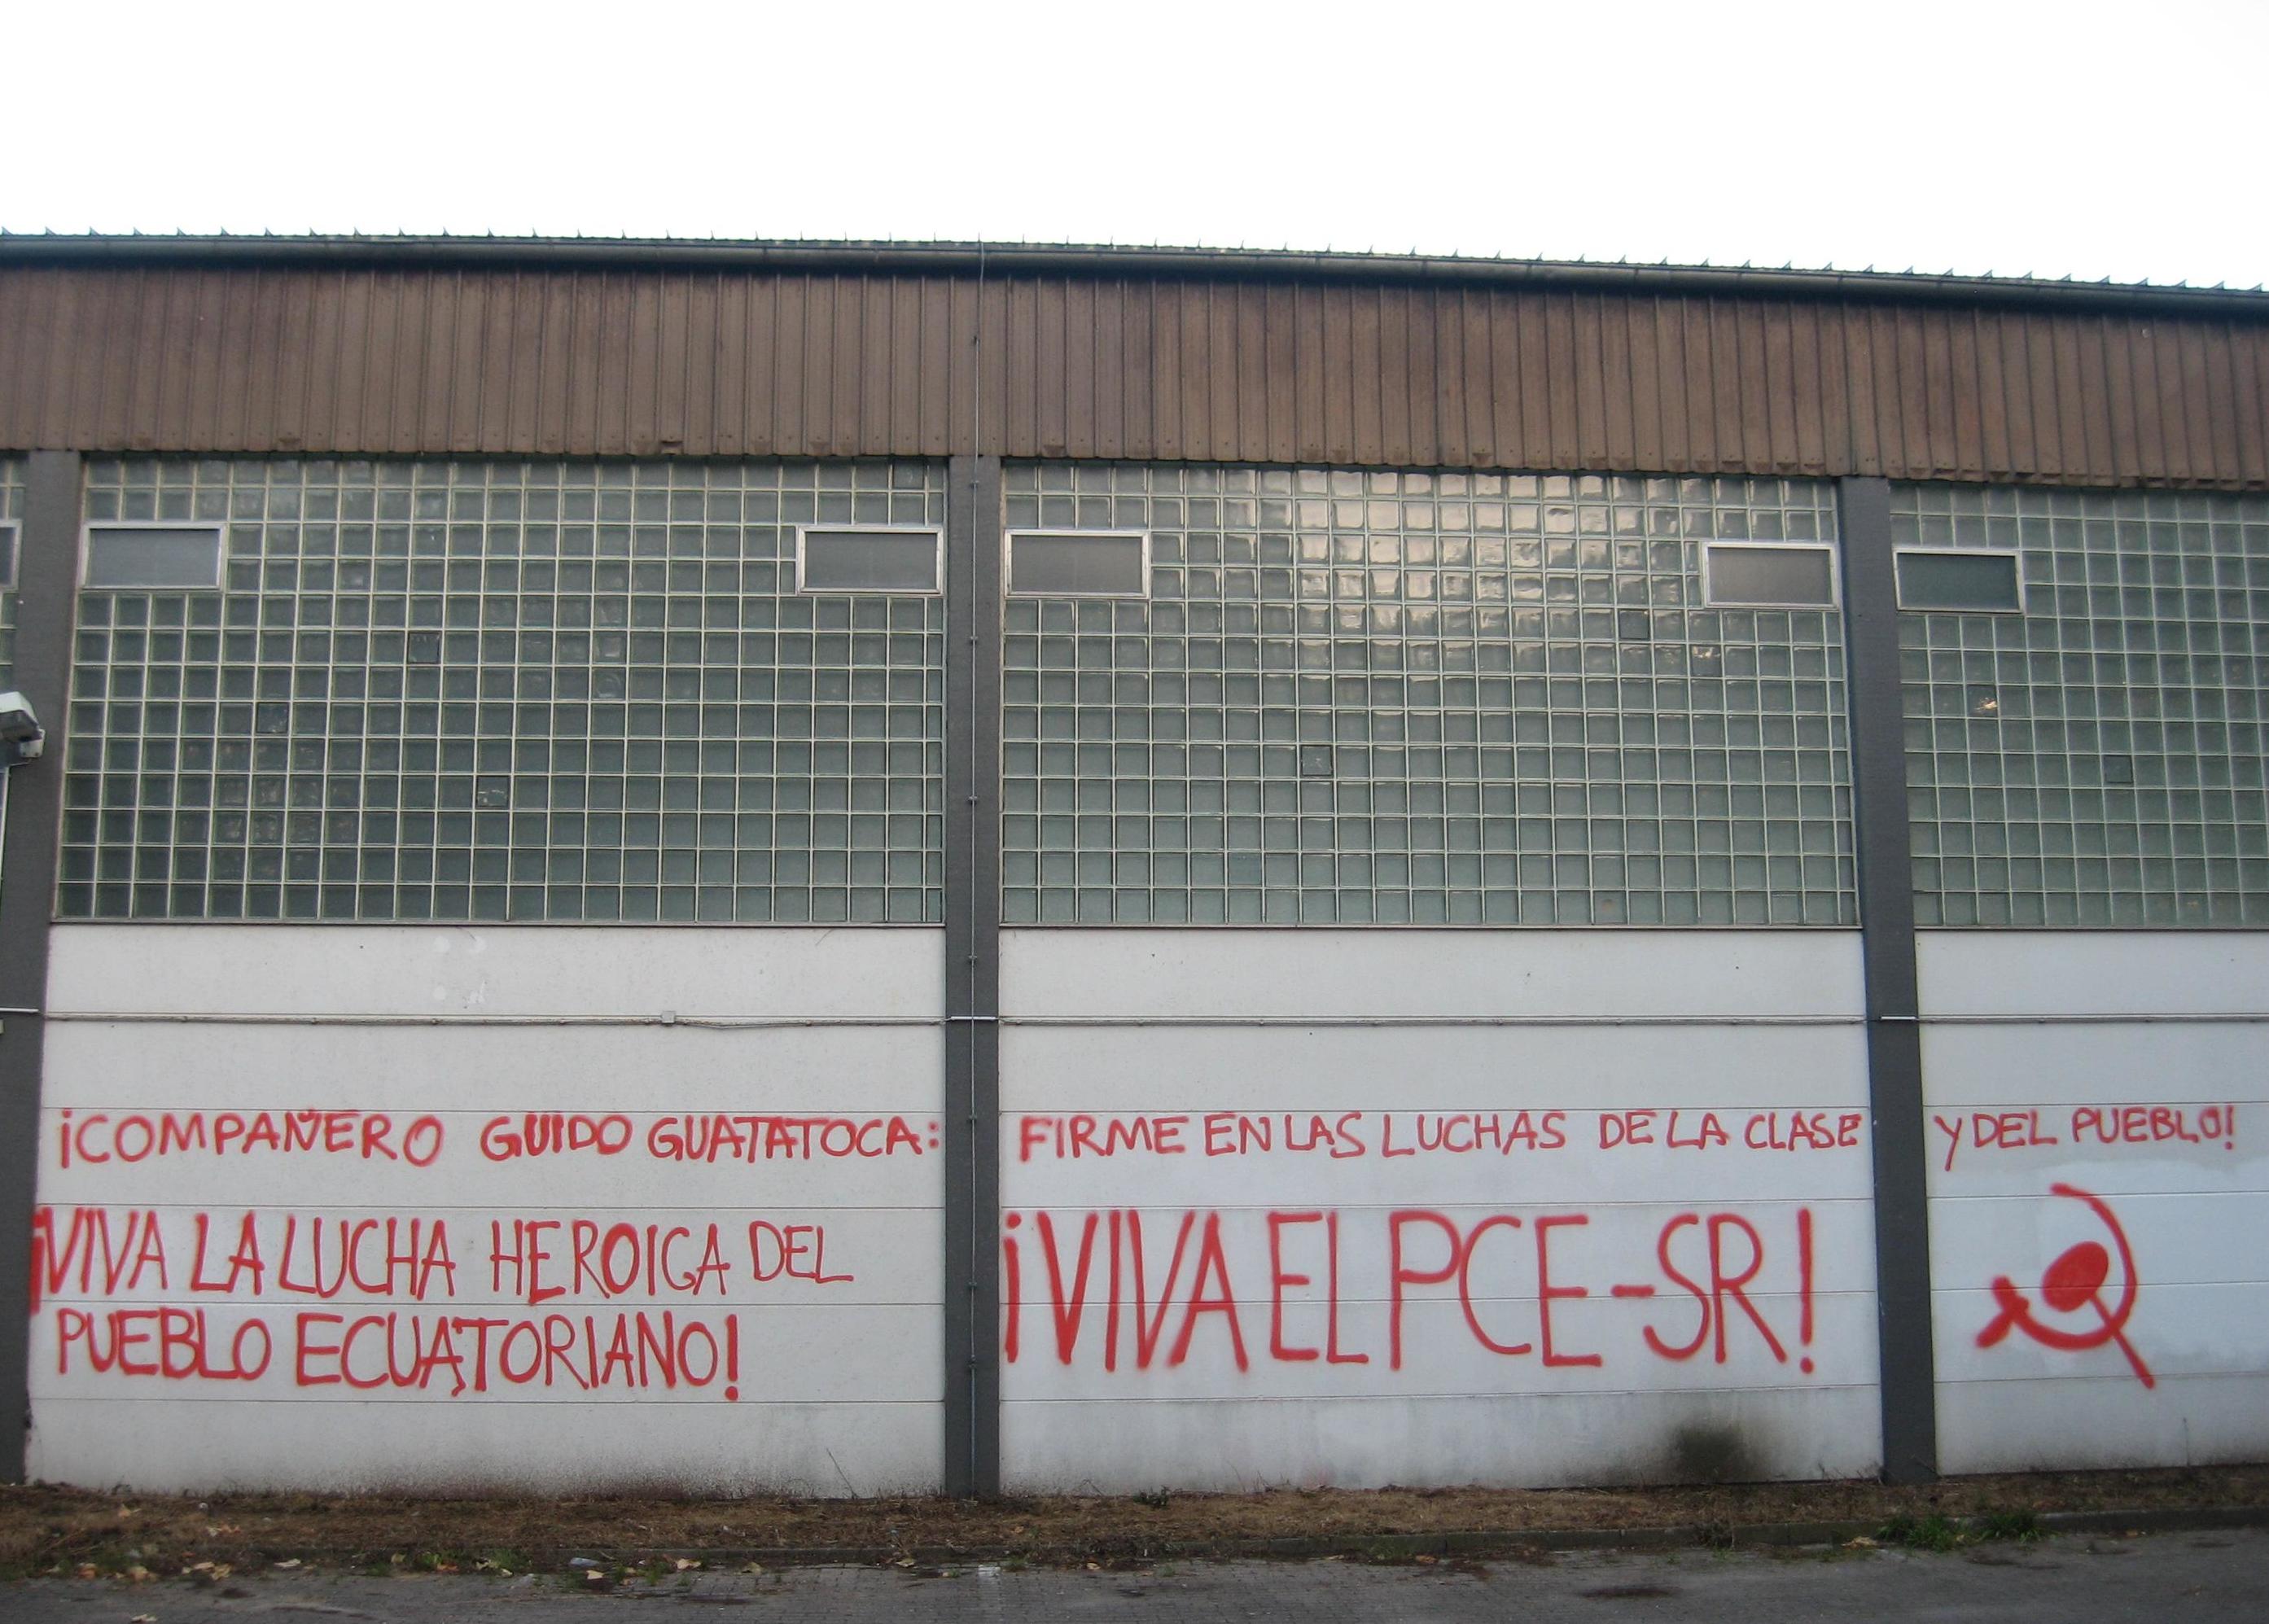 ¡COMPAÑERO GUIDO GUATATOCA: FIRME EN LAS LUCHAS DE LA CLASE Y DEL PUEBLO!
¡VIVA LA LUCHA HEROICA DEL
PUEBLO ECUATORIANO!
¡VIVA EL PCE-SR!